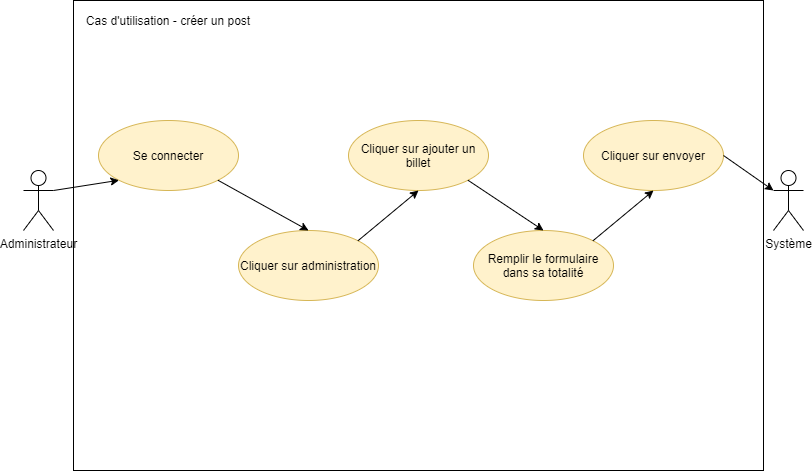 Cas d'utilisation - créer un post
Se connecter
Cliquer sur ajouter un
billet
Cliquer sur envoyer
Administrateur
Système
Cliquer sur administration
Remplir le formulaire
dans sa totalité